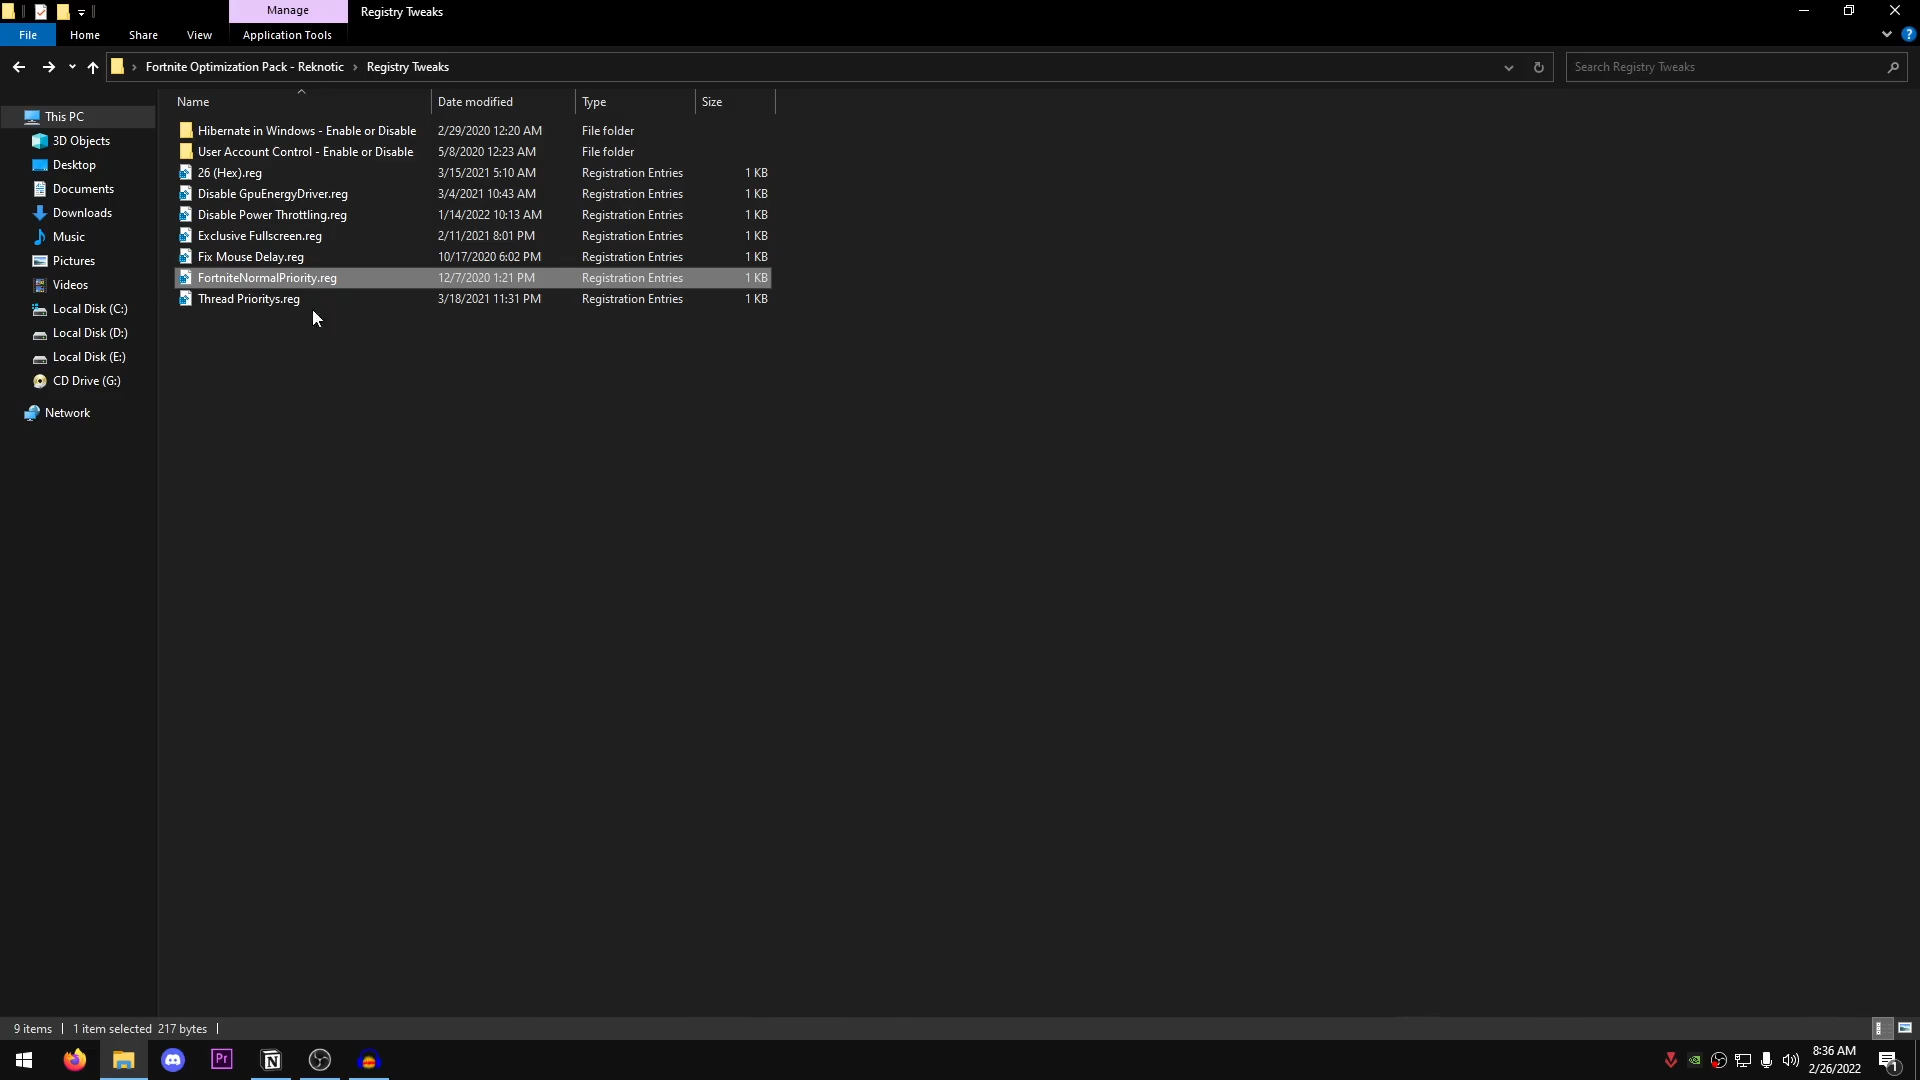 Manage
Registry Tweaks
File
Home
Share
View
Application Tools
Fortnite Optimization Pack - Reknotic
Registry Tweaks
Search Registry Tweaks
Name
Date modified
Type
Size
This PC
3D Objects
Desktop
Documents
Downloads
Music
Pictures
Videos
Local Disk (C:)
Local Disk (D:)
Local Disk (E:)
CD Drive (G:)
Network
Hibernate in Windows - Enable or Disable 2/29/2020 12:20 AM File folder
User Account Control - Enable or Disable 5/8/2020 12:23 AM File folder
26 (Hex).reg 3/15/2021 5:10 AM Registration Entries 1 KB
Disable GpuEnergyDriver.reg 3/4/2021 10:43 AM Registration Entries 1 KB
Disable Power Throttling.reg 1/14/2022 10:13 AM Registration Entries 1 KB
Exclusive Fullscreen.reg 2/11/2021 8:01 PM Registration Entries 1 KB
Fix Mouse Delay.reg 10/17/2020 6:02 PM Registration Entries 1 KB
FortniteNormalPriority.reg 12/7/2020 1:21 PM Registration Entries 1 KB
Thread Prioritys.reg 3/18/2021 11:31 PM Registration Entries 1 KB
9 items
1 item selected 217 bytes
Pr
8:36 AM
2/26/2022
1